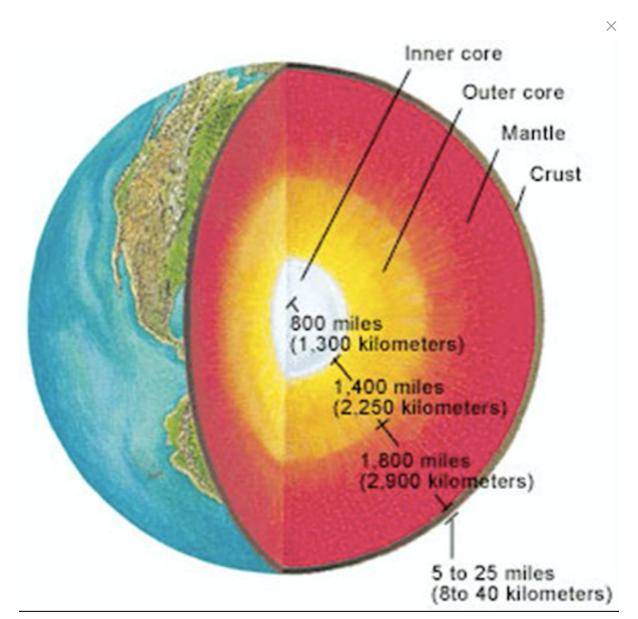 Inner core
Outer core
Mantle
Crust
800 miles
(1,300 kilometers)
1,400 miles
(2,250 kilometers)
1,800 miles
(2,900 kilometers)
5 to 25 miles
(8to 40 kilometers)